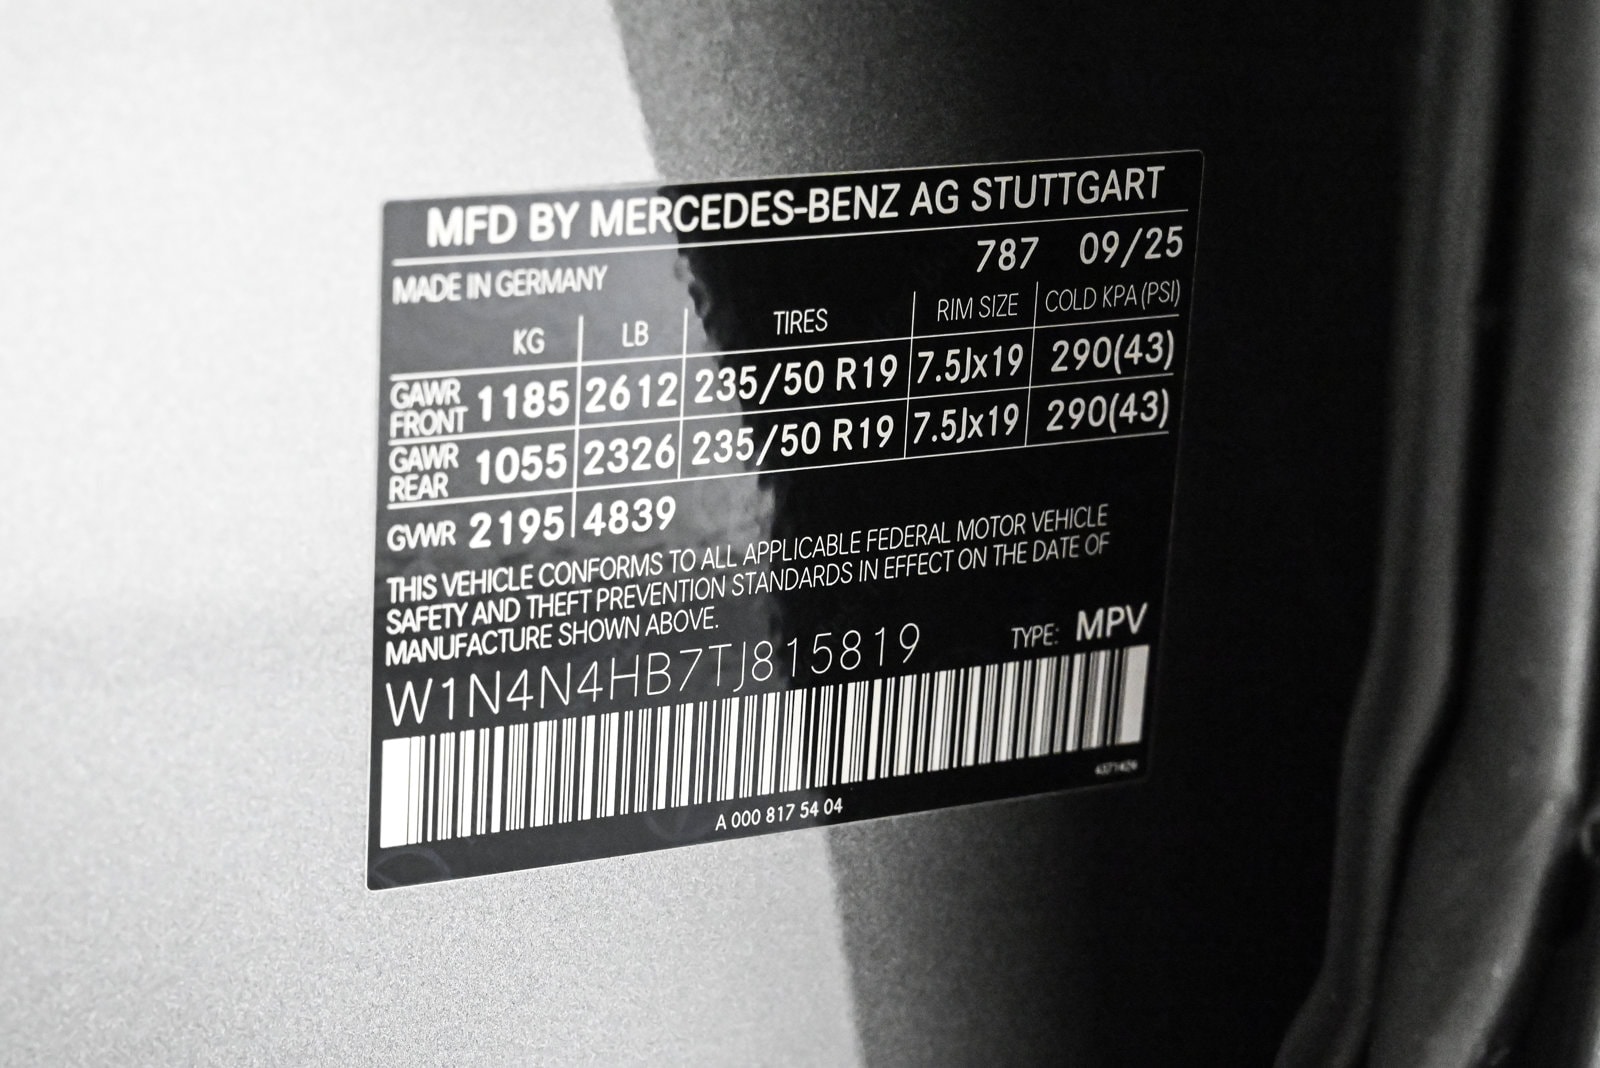 MFD BY MERCEDES-BENZ AG STUTTGART
MADE IN GERMANY 787 09/25
KG LB TIRES RIM SIZE COLD KPA (PSI)
GAWR FRONT 1185 2612 235/50 R19 7.5Jx19 290(43)
GAWR REAR 1055 2326 235/50 R19 7.5Jx19 290(43)
GVWR 2195 4839
THIS VEHICLE CONFORMS TO ALL APPLICABLE FEDERAL MOTOR VEHICLE
SAFETY AND THEFT PREVENTION STANDARDS IN EFFECT ON THE DATE OF
MANUFACTURE SHOWN ABOVE.
W1N4N4HB7TJ815819 TYPE: MPV
A 000 817 54 04